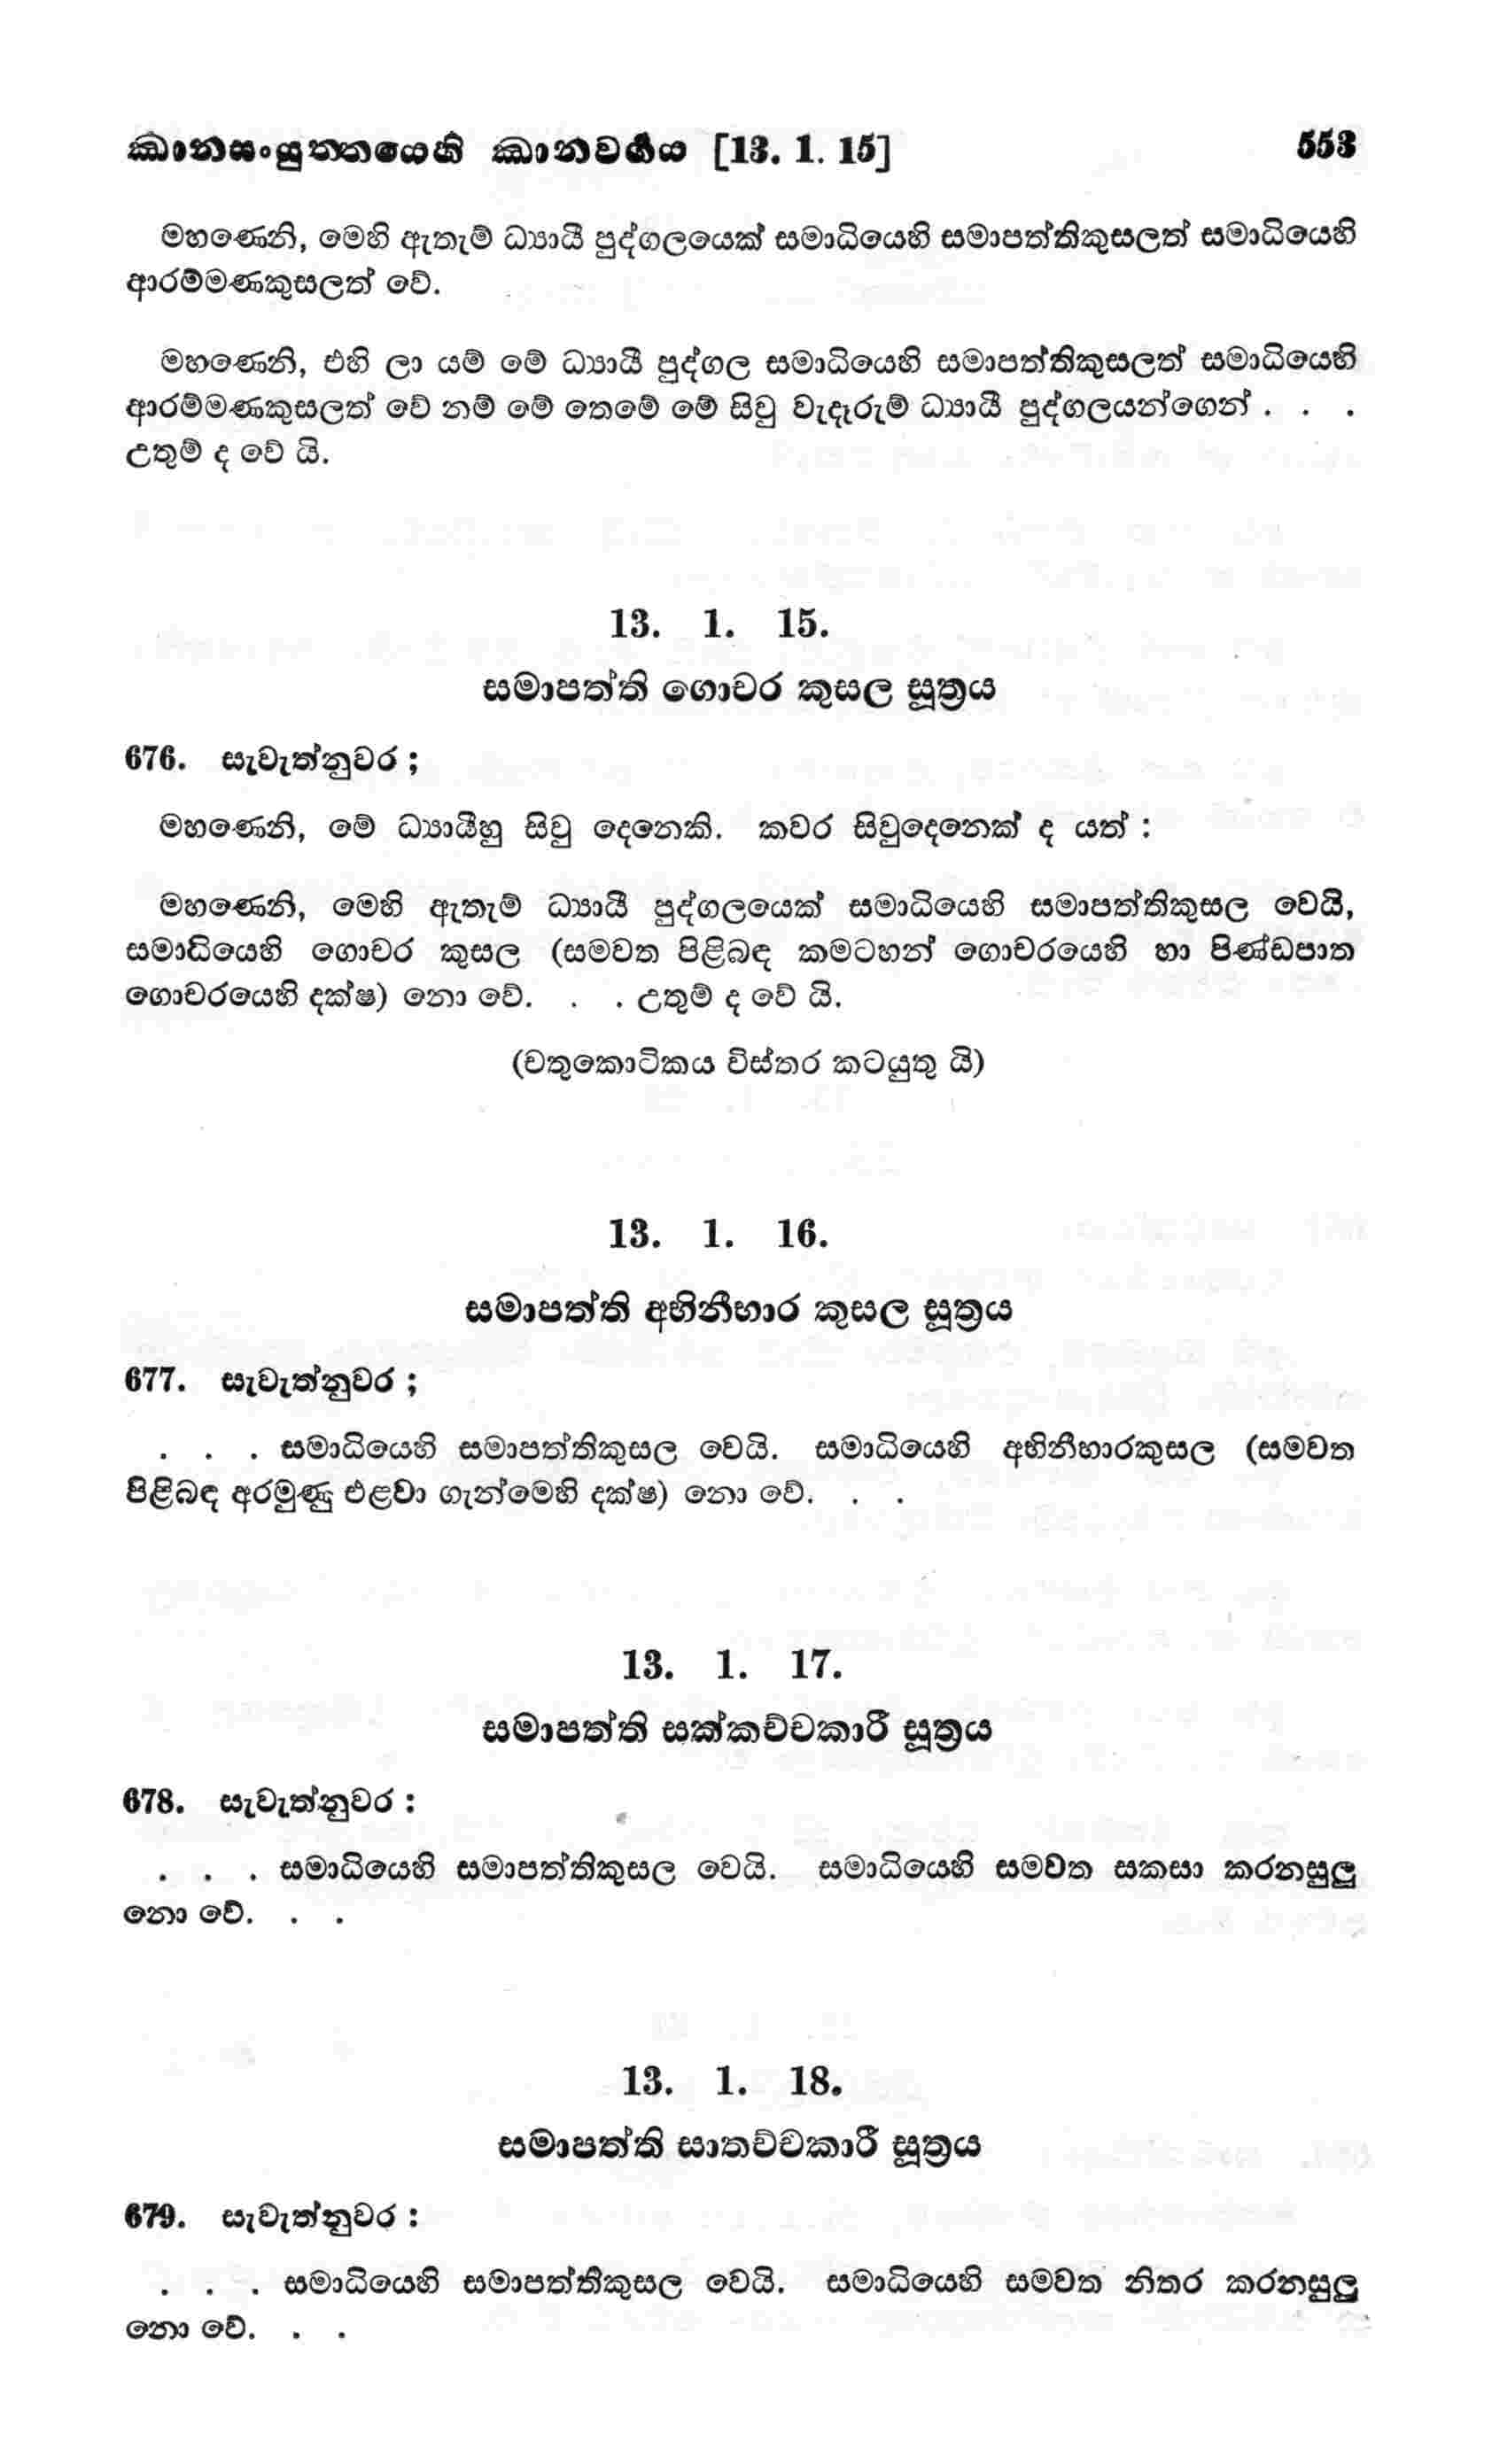 ඣානසංයුත්තයෙහි ඣානවර්ගය [13. 1. 15] 553
මහණෙනි, මෙහි ඇතැම් ධ්‍යායී පුද්ගලයෙක් සමාධියෙහි සමාපත්තිකුසලත් සමාධියෙහි
ආරම්මණකුසලත් වේ.
මහණෙනි, එහි ලා යම් මේ ධ්‍යායී පුද්ගල සමාධියෙහි සමාපත්තිකුසලත් සමාධියෙහි
ආරම්මණකුසලත් වේ නම් මේ තෙමේ මේ සිවු වැදෑරුම් ධ්‍යායී පුද්ගලයන්ගෙන් . . .
උතුම් ද වේ යි.
13. 1. 15.
සමාපත්ති ගොචර කුසල සූත්‍රය
676. සැවැත්නුවර ;
මහණෙනි, මේ ධ්‍යායීහු සිවු දෙනෙකි. කවර සිවුදෙනෙක් ද යත් :
මහණෙනි, මෙහි ඇතැම් ධ්‍යායී පුද්ගලයෙක් සමාධියෙහි සමාපත්තිකුසල වෙයි,
සමාධියෙහි ගොචර කුසල (සමවත පිළිබඳ කමටහන් ගොචරයෙහි හා පිණ්ඩපාත
ගොචරයෙහි දක්ෂ) නො වේ. . . උතුම් ද වේ යි.
(චතුකොටිකය විස්තර කටයුතු යි)
13. 1. 16.
සමාපත්ති අභිනීහාර කුසල සූත්‍රය
677. සැවැත්නුවර ;
. . . සමාධියෙහි සමාපත්තිකුසල වෙයි. සමාධියෙහි අභිනීහාරකුසල (සමවත
පිළිබඳ අරමුණු එළවා ගැන්මෙහි දක්ෂ) නො වේ. . .
13. 1. 17.
සමාපත්ති සක්කච්චකාරී සූත්‍රය
678. සැවැත්නුවර :
. . . සමාධියෙහි සමාපත්තිකුසල වෙයි. සමාධියෙහි සමවත සකසා කරනසුලු
නො වේ. . .
13. 1. 18.
සමාපත්ති සාතච්චකාරී සූත්‍රය
679. සැවැත්නුවර :
. . . සමාධියෙහි සමාපත්තිකුසල වෙයි. සමාධියෙහි සමවත නිතර කරනසුලු
නො වේ. . .